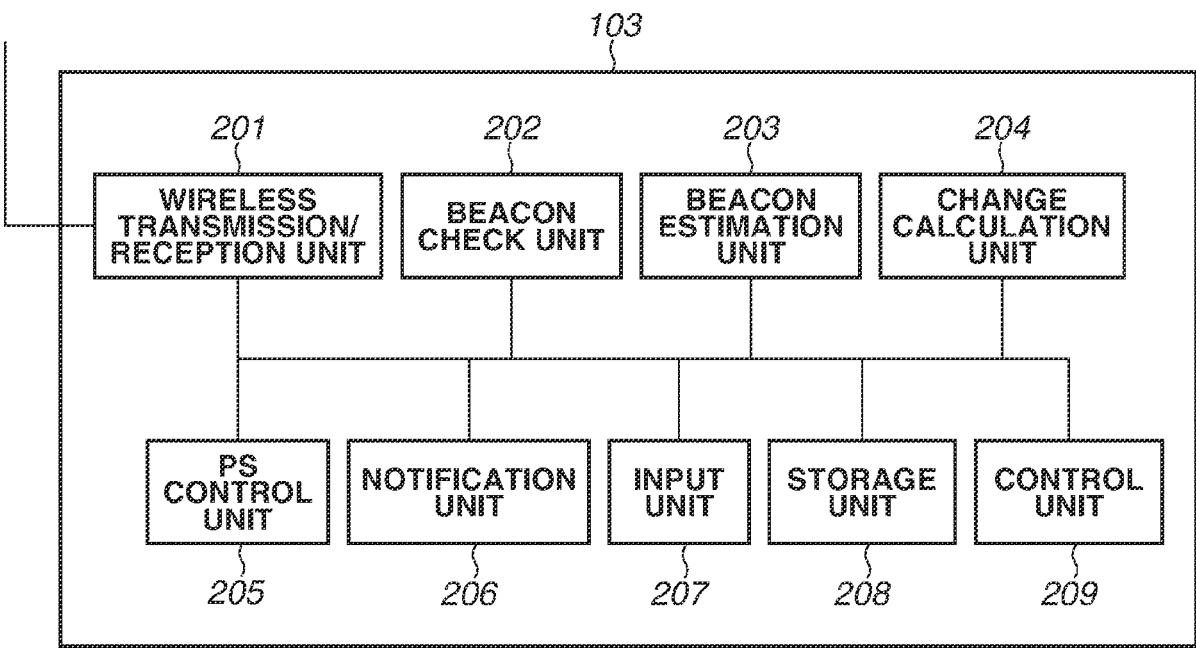 103
201
202
203
204
WIRELESS
TRANSMISSION/
RECEPTION UNIT
BEACON
CHECK UNIT
BEACON
ESTIMATION
UNIT
CHANGE
CALCULATION
UNIT
PS
CONTROL
UNIT
NOTIFICATION
UNIT
INPUT
UNIT
STORAGE
UNIT
CONTROL
UNIT
205
206
207
208
209